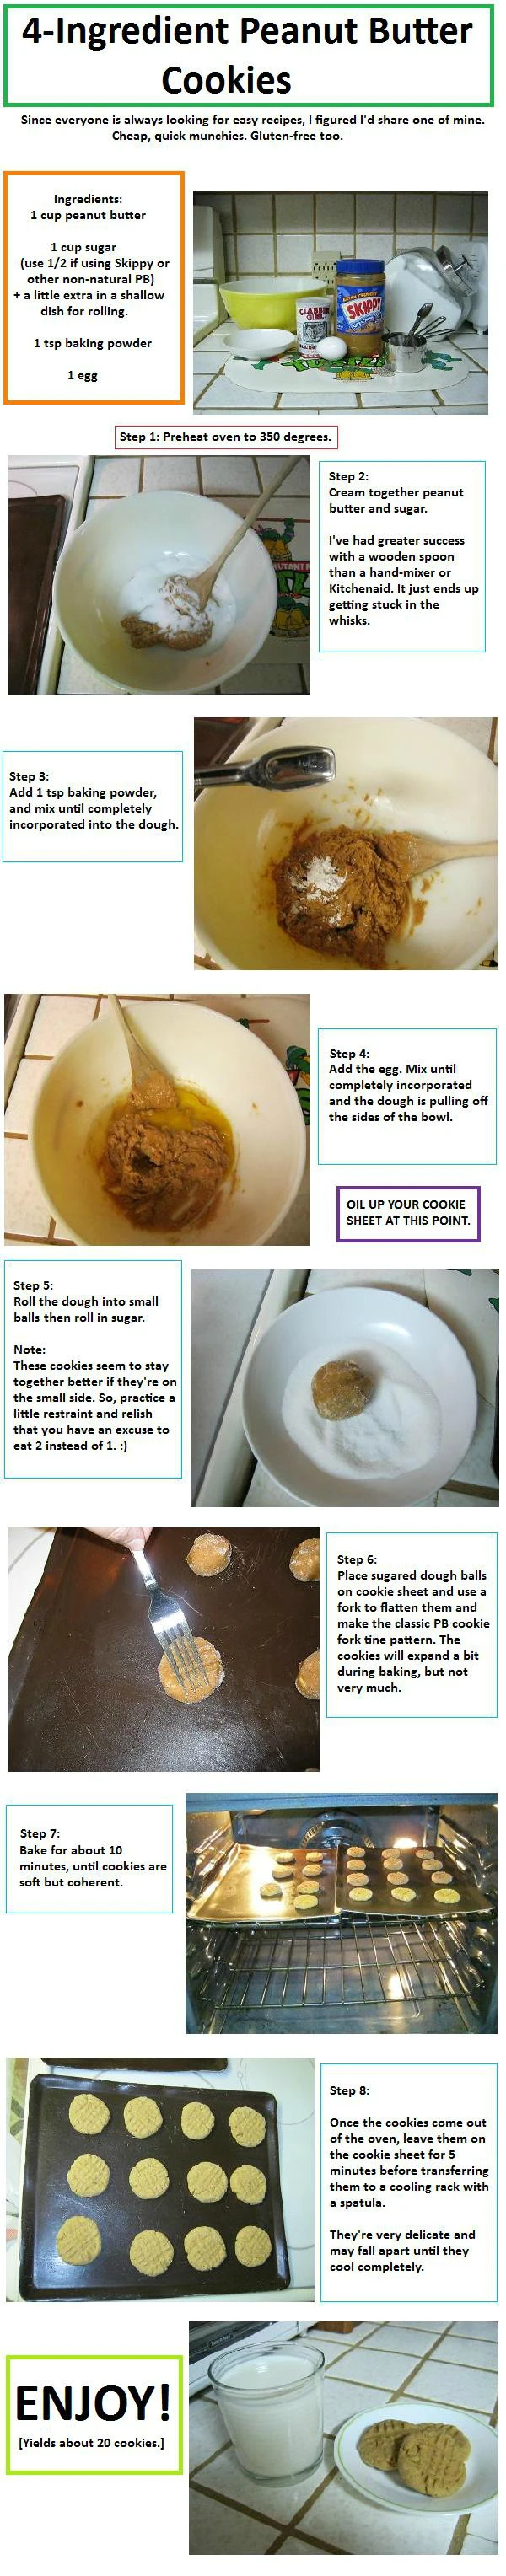 4-Ingredient Peanut Butter
Cookies
Since everyone is always looking for easy recipes, I figured I'd share one of mine.
Cheap, quick munchies. Gluten-free too.
Ingredients:
1 cup peanut butter
1 cup sugar
(use 1/2 if using Skippy or
other non-natural PB)
+ a little extra in a shallow
dish for rolling.
1 tsp baking powder
1 egg
CLABBER
GIRL
SKIPPY
Step 1: Preheat oven to 350 degrees.
Step 2:
Cream together peanut
butter and sugar.
I've had greater success
with a wooden spoon
than a hand-mixer or
Kitchenaid. It just ends up
getting stuck in the
whisks.
Step 3:
Add 1 tsp baking powder,
and mix until completely
incorporated into the dough.
Step 4:
Add the egg. Mix until
completely incorporated
and the dough is pulling off
the sides of the bowl.
OIL UP YOUR COOKIE
SHEET AT THIS POINT.
Step 5:
Roll the dough into small
balls then roll in sugar.
Note:
These cookies seem to stay
together better if they're on
the small side. So, practice a
little restraint and relish
that you have an excuse to
eat 2 instead of 1. :)
Step 6:
Place sugared dough balls
on cookie sheet and use a
fork to flatten them and
make the classic PB cookie
fork tine pattern. The
cookies will expand a bit
during baking, but not
very much.
Step 7:
Bake for about 10
minutes, until cookies are
soft but coherent.
Step 8:
Once the cookies come out
of the oven, leave them on
the cookie sheet for 5
minutes before transferring
them to a cooling rack with
a spatula.
They're very delicate and
may fall apart until they
cool completely.
ENJOY!
[Yields about 20 cookies.]